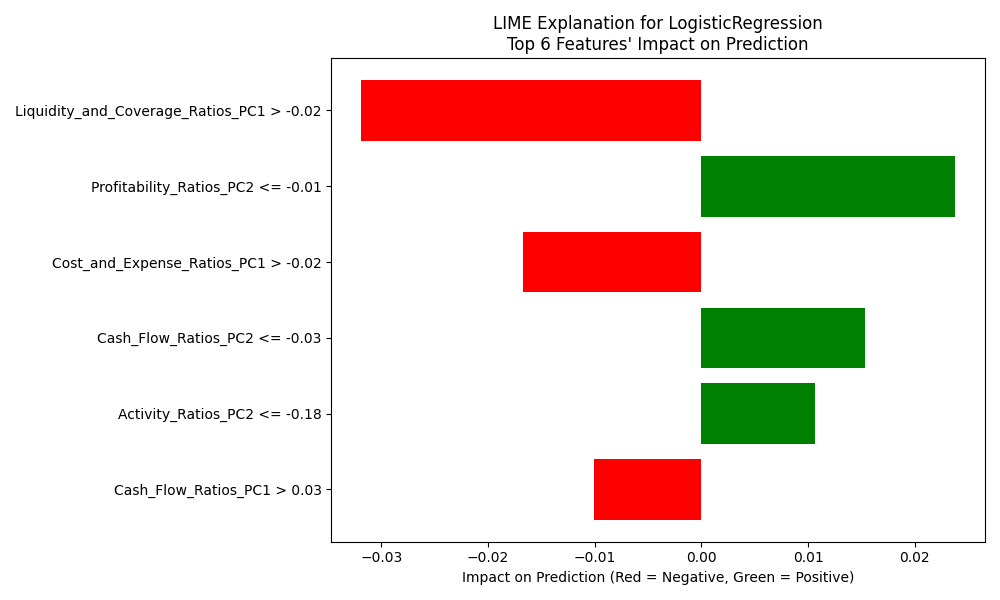 LIME Explanation for LogisticRegression
Top 6 Features' Impact on Prediction
Liquidity_and_Coverage_Ratios_PC1 > -0.02
Profitability_Ratios_PC2 <= -0.01
Cost_and_Expense_Ratios_PC1 > -0.02
Cash_Flow_Ratios_PC2 <= -0.03
Activity_Ratios_PC2 <= -0.18
Cash_Flow_Ratios_PC1 > 0.03
−0.03 −0.02 −0.01 0.00 0.01 0.02
Impact on Prediction (Red = Negative, Green = Positive)